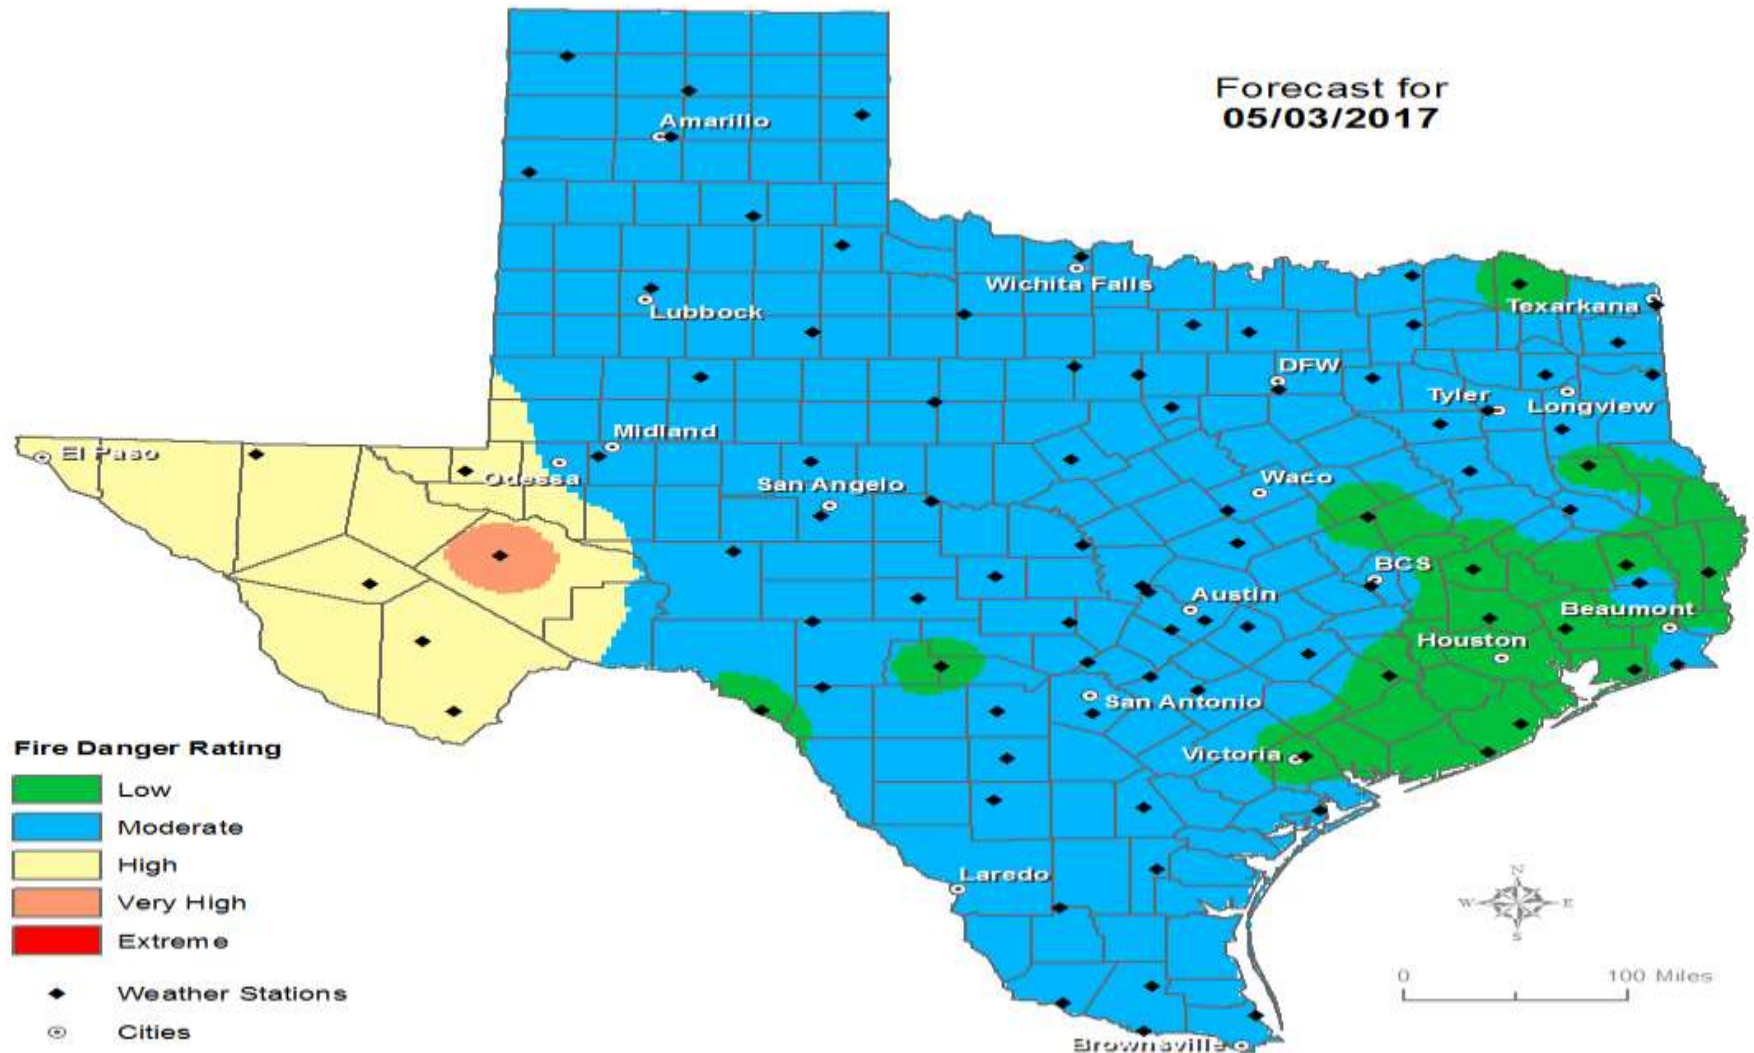 Forecast for
05/03/2017
Amarillo
Wichita Falls
Lubbock
Texarkana
DFW
Tyler
Longview
Midland
El Paso
Odessa
San Angelo
Waco
BCS
Austin
Beaumont
Houston
San Antonio
Victoria
Fire Danger Rating
Low
Moderate
High
Very High
Extreme
Weather Stations
Cities
Laredo
Brownsville
N
W E
S
0 100 Miles